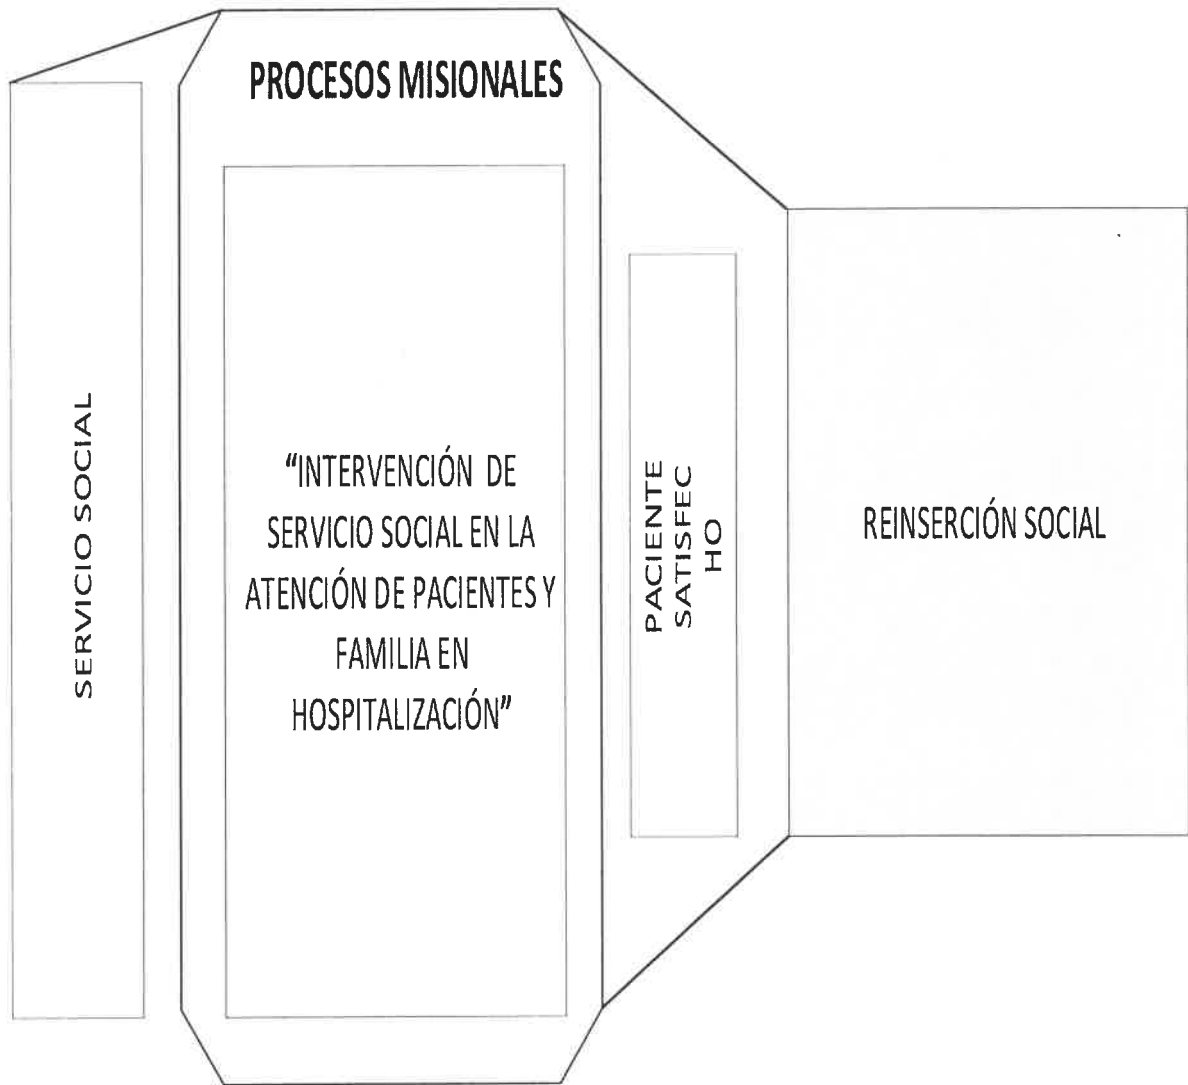 PROCESOS MISIONALES
SERVICIO SOCIAL
“INTERVENCIÓN DE
SERVICIO SOCIAL EN LA
ATENCIÓN DE PACIENTES Y
FAMILIA EN
HOSPITALIZACIÓN”
PACIENTE
SATISFEC
HO
REINSERCIÓN SOCIAL